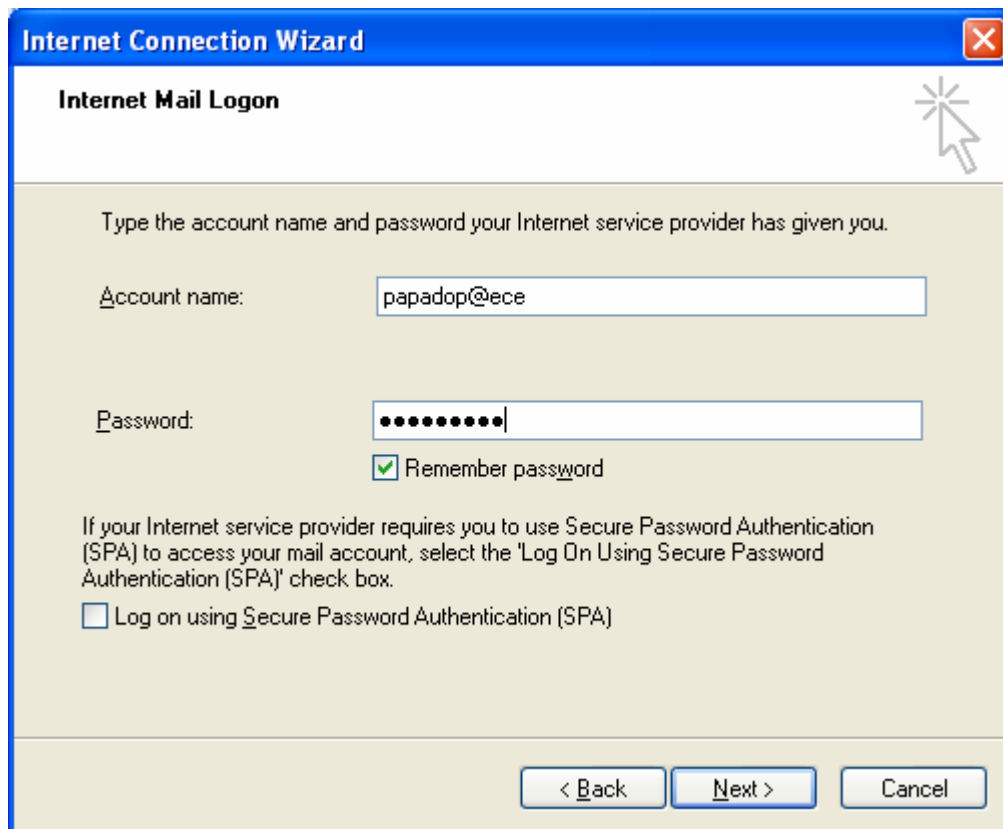 Internet Connection Wizard
Internet Mail Logon
Type the account name and password your Internet service provider has given you.
Account name: papadop@ece
Password: •••••••••
Remember password
If your Internet service provider requires you to use Secure Password Authentication
(SPA) to access your mail account, select the 'Log On Using Secure Password
Authentication (SPA)' check box.
Log on using Secure Password Authentication (SPA)
< Back Next > Cancel